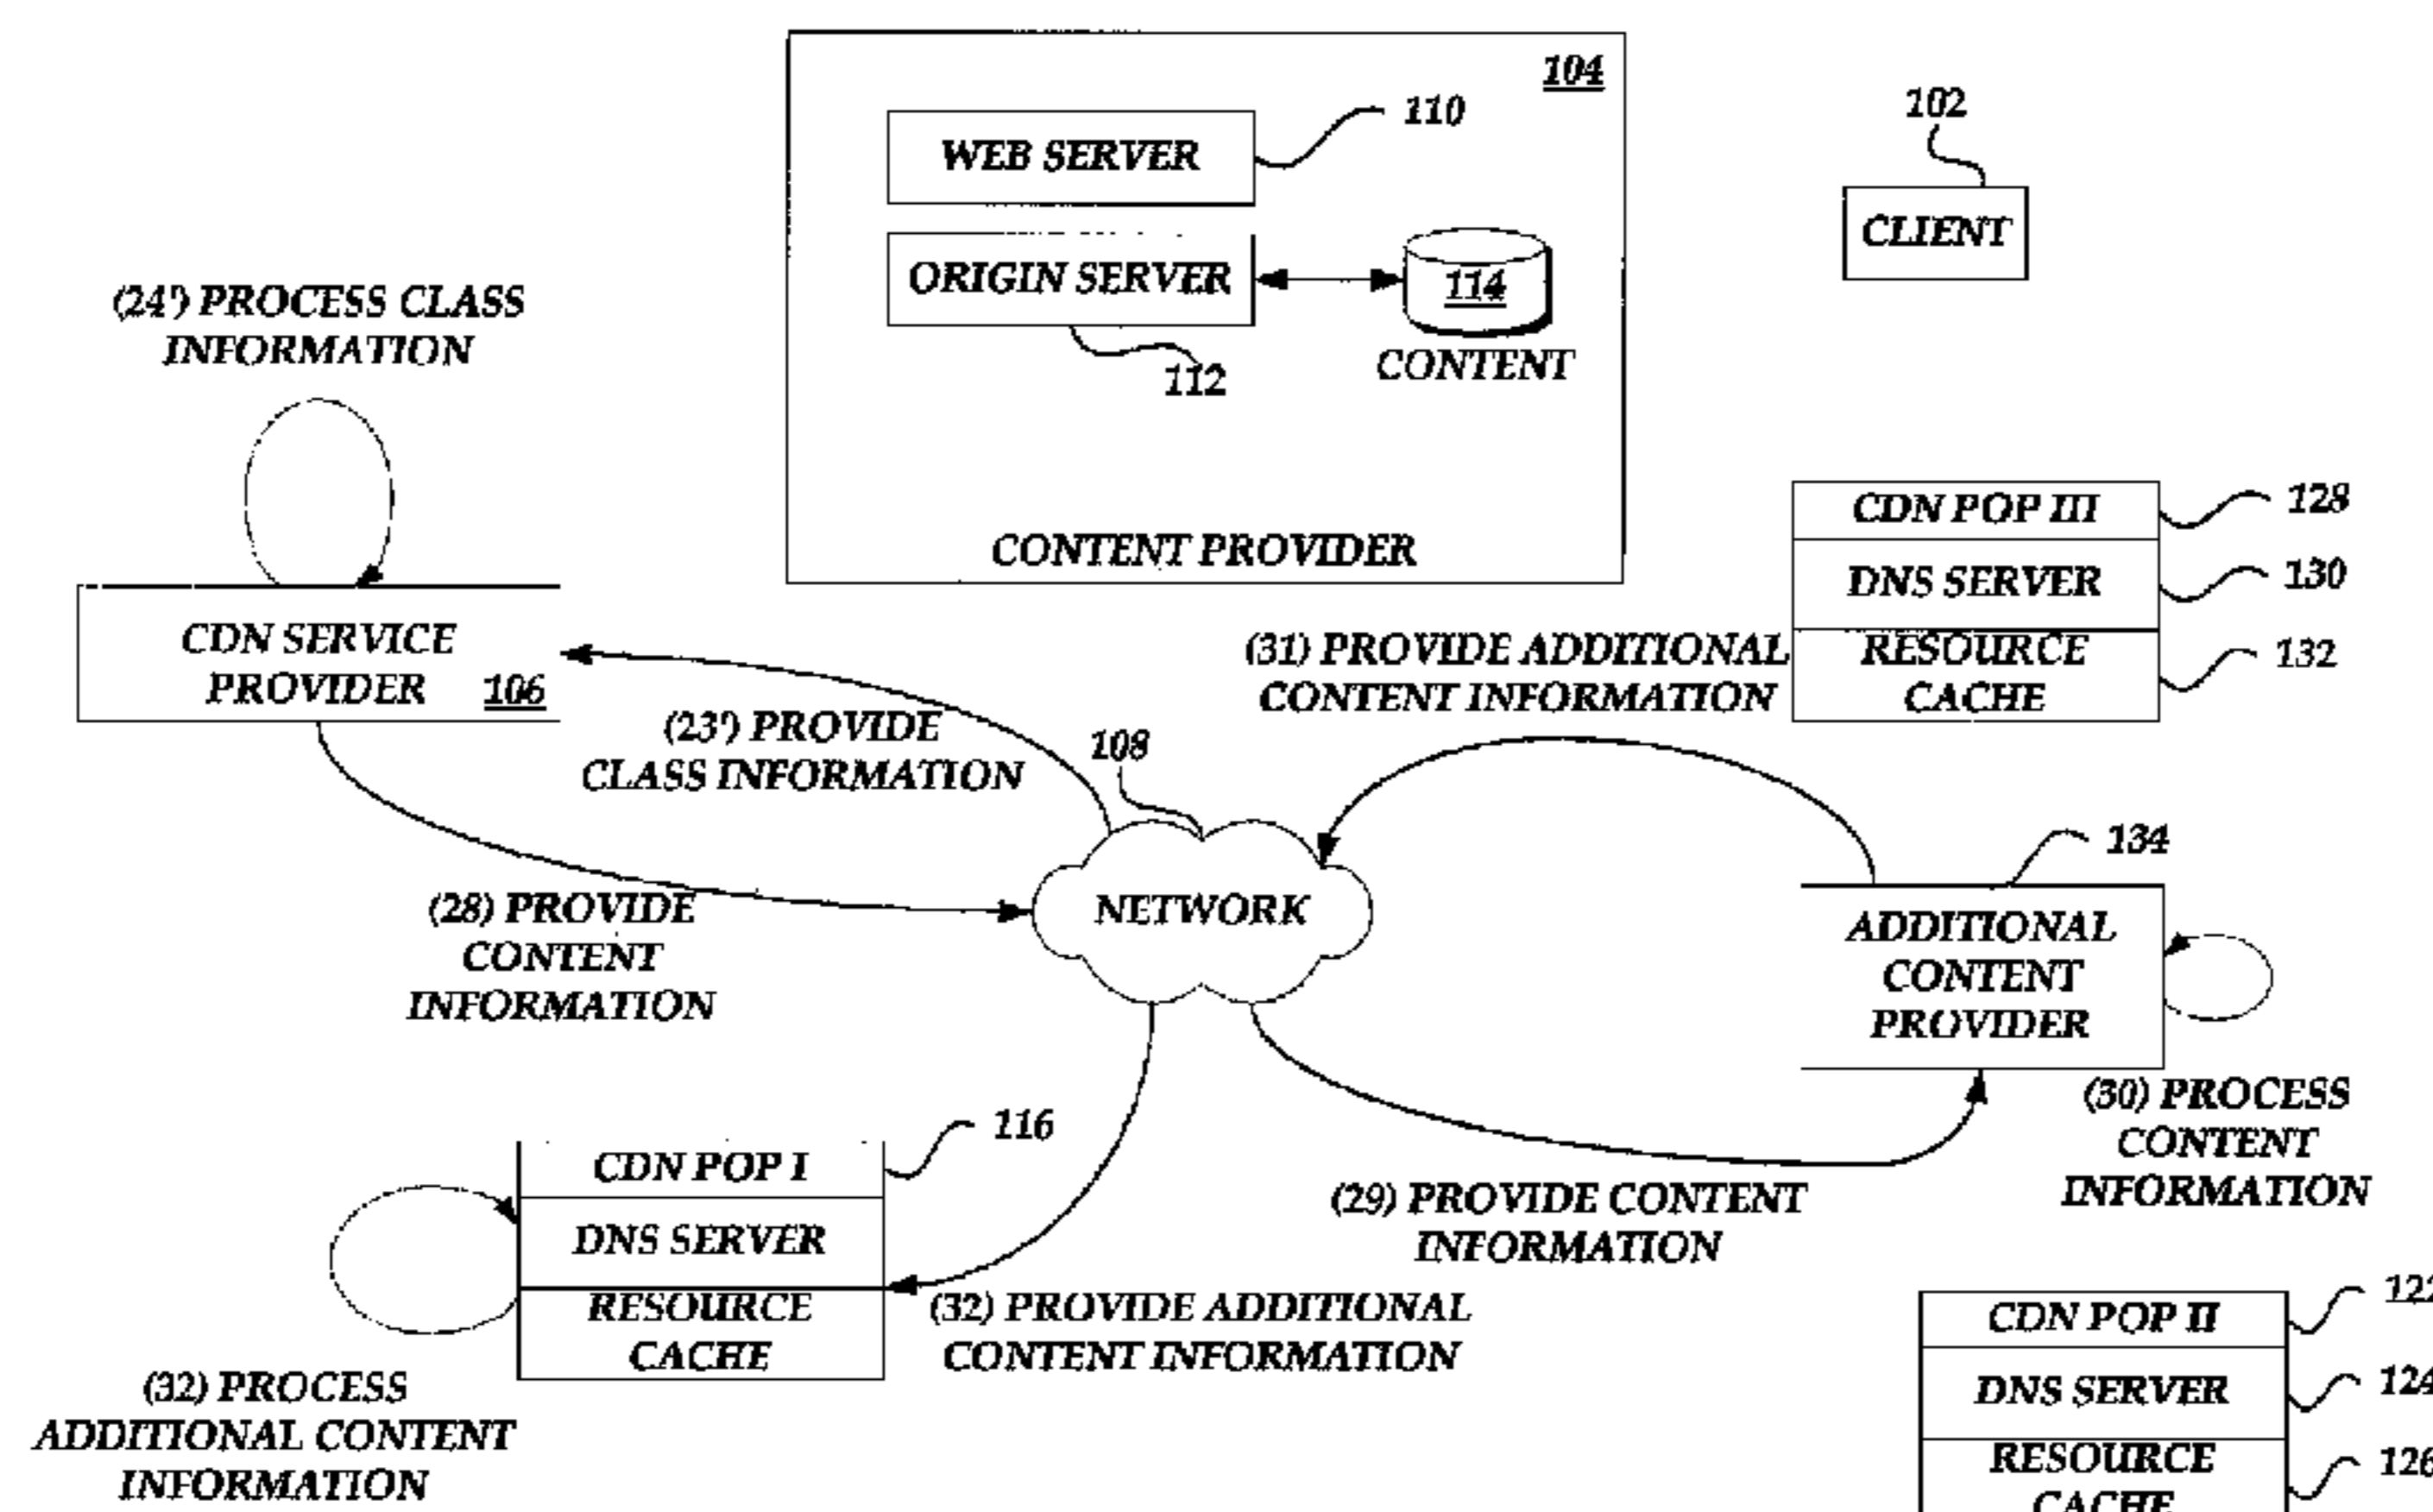 104
WEB SERVER
110
ORIGIN SERVER
114
CONTENT
112
CONTENT PROVIDER
102
CLIENT
(24') PROCESS CLASS
INFORMATION
CDN SERVICE
PROVIDER 106
(23') PROVIDE
CLASS INFORMATION
108
NETWORK
(31) PROVIDE ADDITIONAL
CONTENT INFORMATION
CDN POP III
128
DNS SERVER
130
RESOURCE
CACHE
132
134
ADDITIONAL
CONTENT
PROVIDER
(28) PROVIDE
CONTENT
INFORMATION
(30) PROCESS
CONTENT
INFORMATION
(29) PROVIDE CONTENT
INFORMATION
CDN POP I
116
DNS SERVER
RESOURCE
CACHE
(32) PROVIDE ADDITIONAL
CONTENT INFORMATION
(32) PROCESS
ADDITIONAL CONTENT
INFORMATION
CDN POP II
122
DNS SERVER
124
RESOURCE
CACHE
126